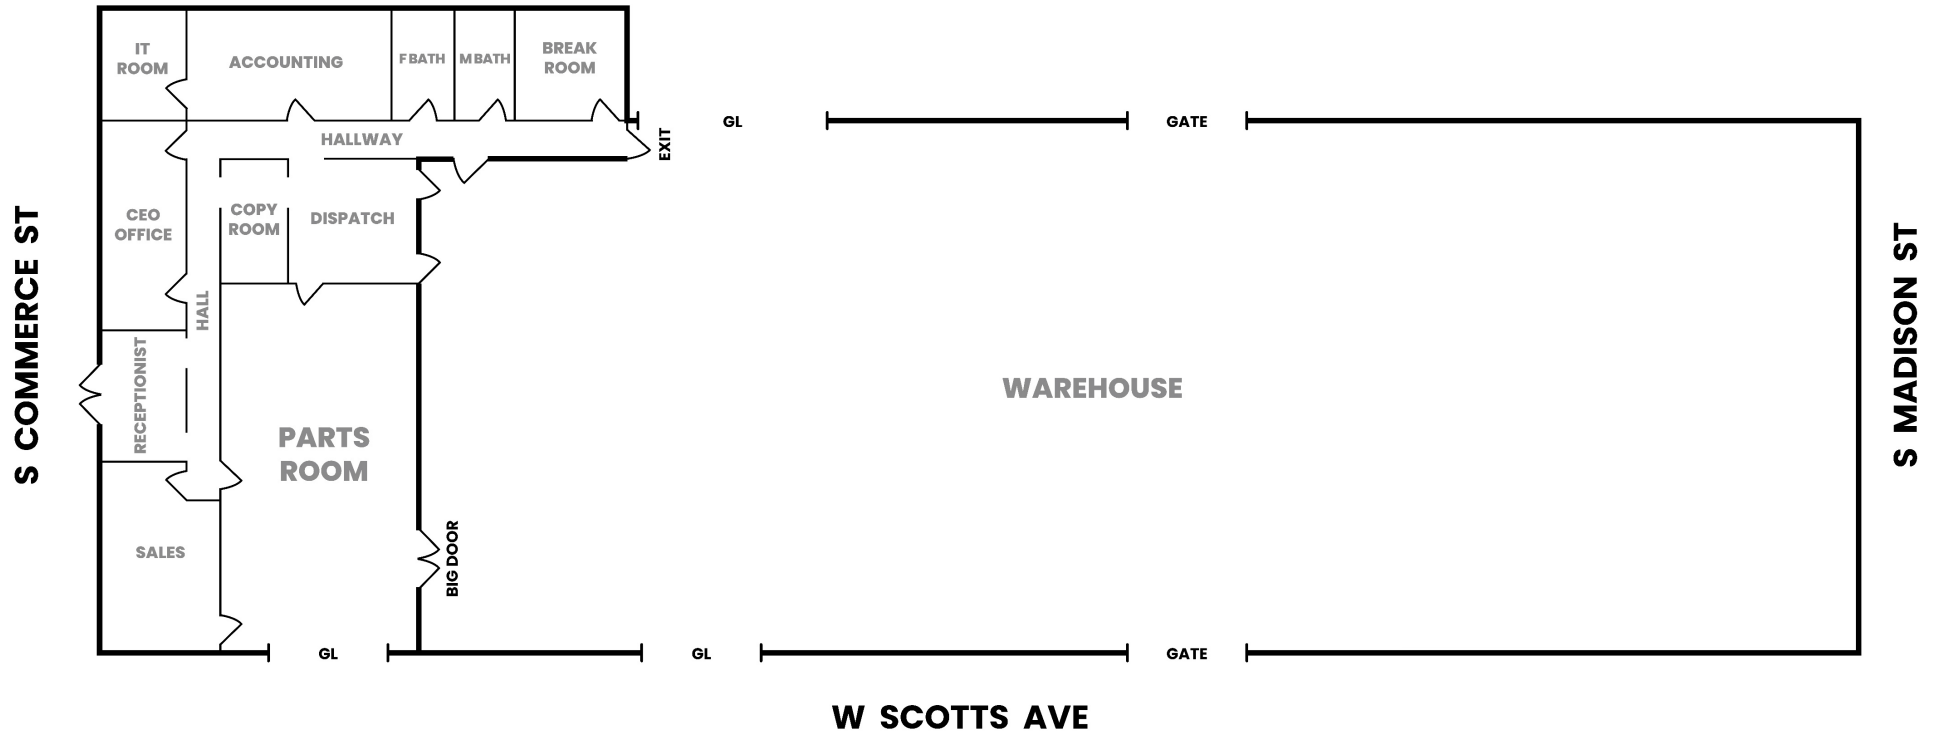 IT
ROOM
ACCOUNTING
F BATH
M BATH
BREAK
ROOM
HALLWAY
EXIT
GL
GATE
CEO
OFFICE
COPY
ROOM
DISPATCH
HALL
S COMMERCE ST
RECEPTIONIST
PARTS
ROOM
WAREHOUSE
S MADISON ST
SALES
BIG DOOR
GL
GL
GATE
W SCOTTS AVE